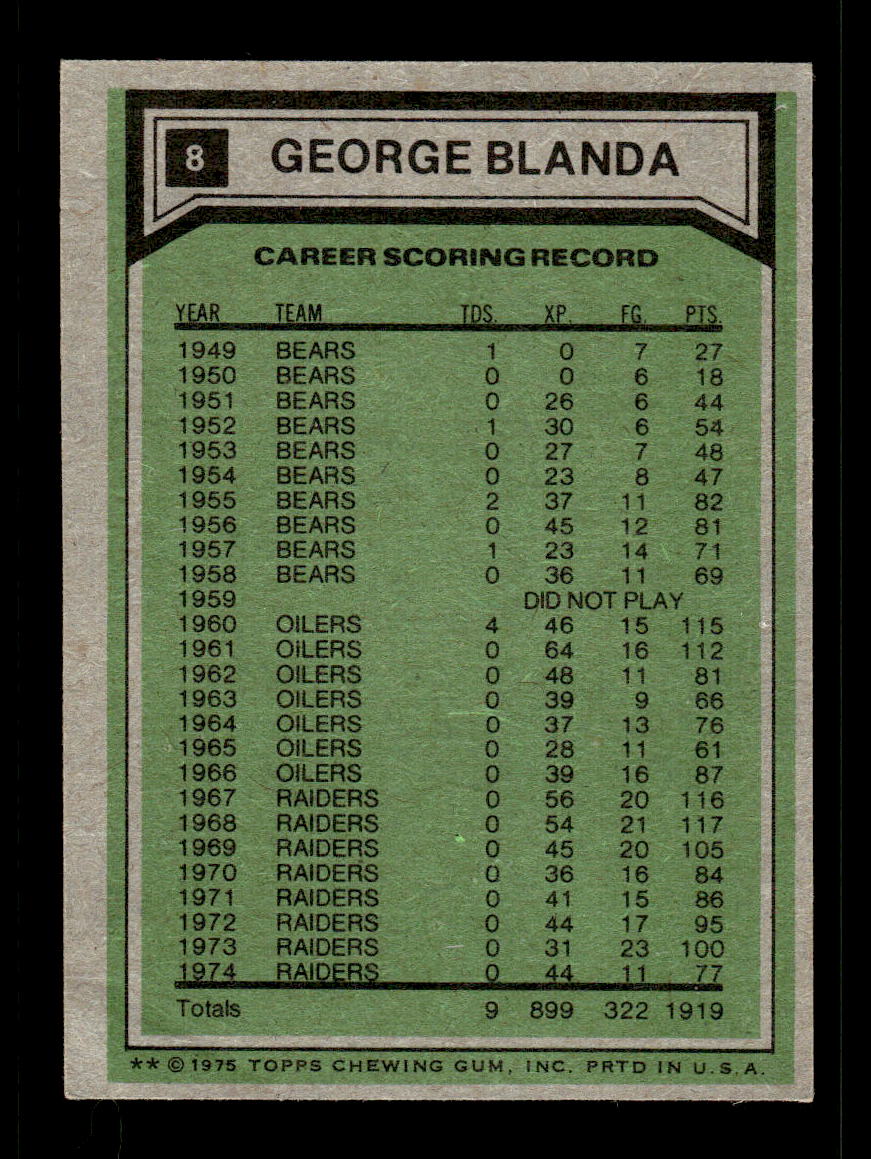 8 GEORGE BLANDA
CAREER SCORING RECORD
YEAR TEAM TDS. XP. FG. PTS.
1949 BEARS 1 0 7 27
1950 BEARS 0 0 6 18
1951 BEARS 0 26 6 44
1952 BEARS 1 30 6 54
1953 BEARS 0 27 7 48
1954 BEARS 0 23 8 47
1955 BEARS 2 37 11 82
1956 BEARS 0 45 12 81
1957 BEARS 1 23 14 71
1958 BEARS 0 36 11 69
1959 DID NOT PLAY
1960 OILERS 4 46 15 115
1961 OILERS 0 64 16 112
1962 OILERS 0 48 11 81
1963 OILERS 0 39 9 66
1964 OILERS 0 37 13 76
1965 OILERS 0 28 11 61
1966 OILERS 0 39 16 87
1967 RAIDERS 0 56 20 116
1968 RAIDERS 0 54 21 117
1969 RAIDERS 0 45 20 105
1970 RAIDERS 0 36 16 84
1971 RAIDERS 0 41 15 86
1972 RAIDERS 0 44 17 95
1973 RAIDERS 0 31 23 100
1974 RAIDERS 0 44 11 77
Totals 9 899 322 1919
** © 1975 TOPPS CHEWING GUM, INC. PRTD IN U.S.A.